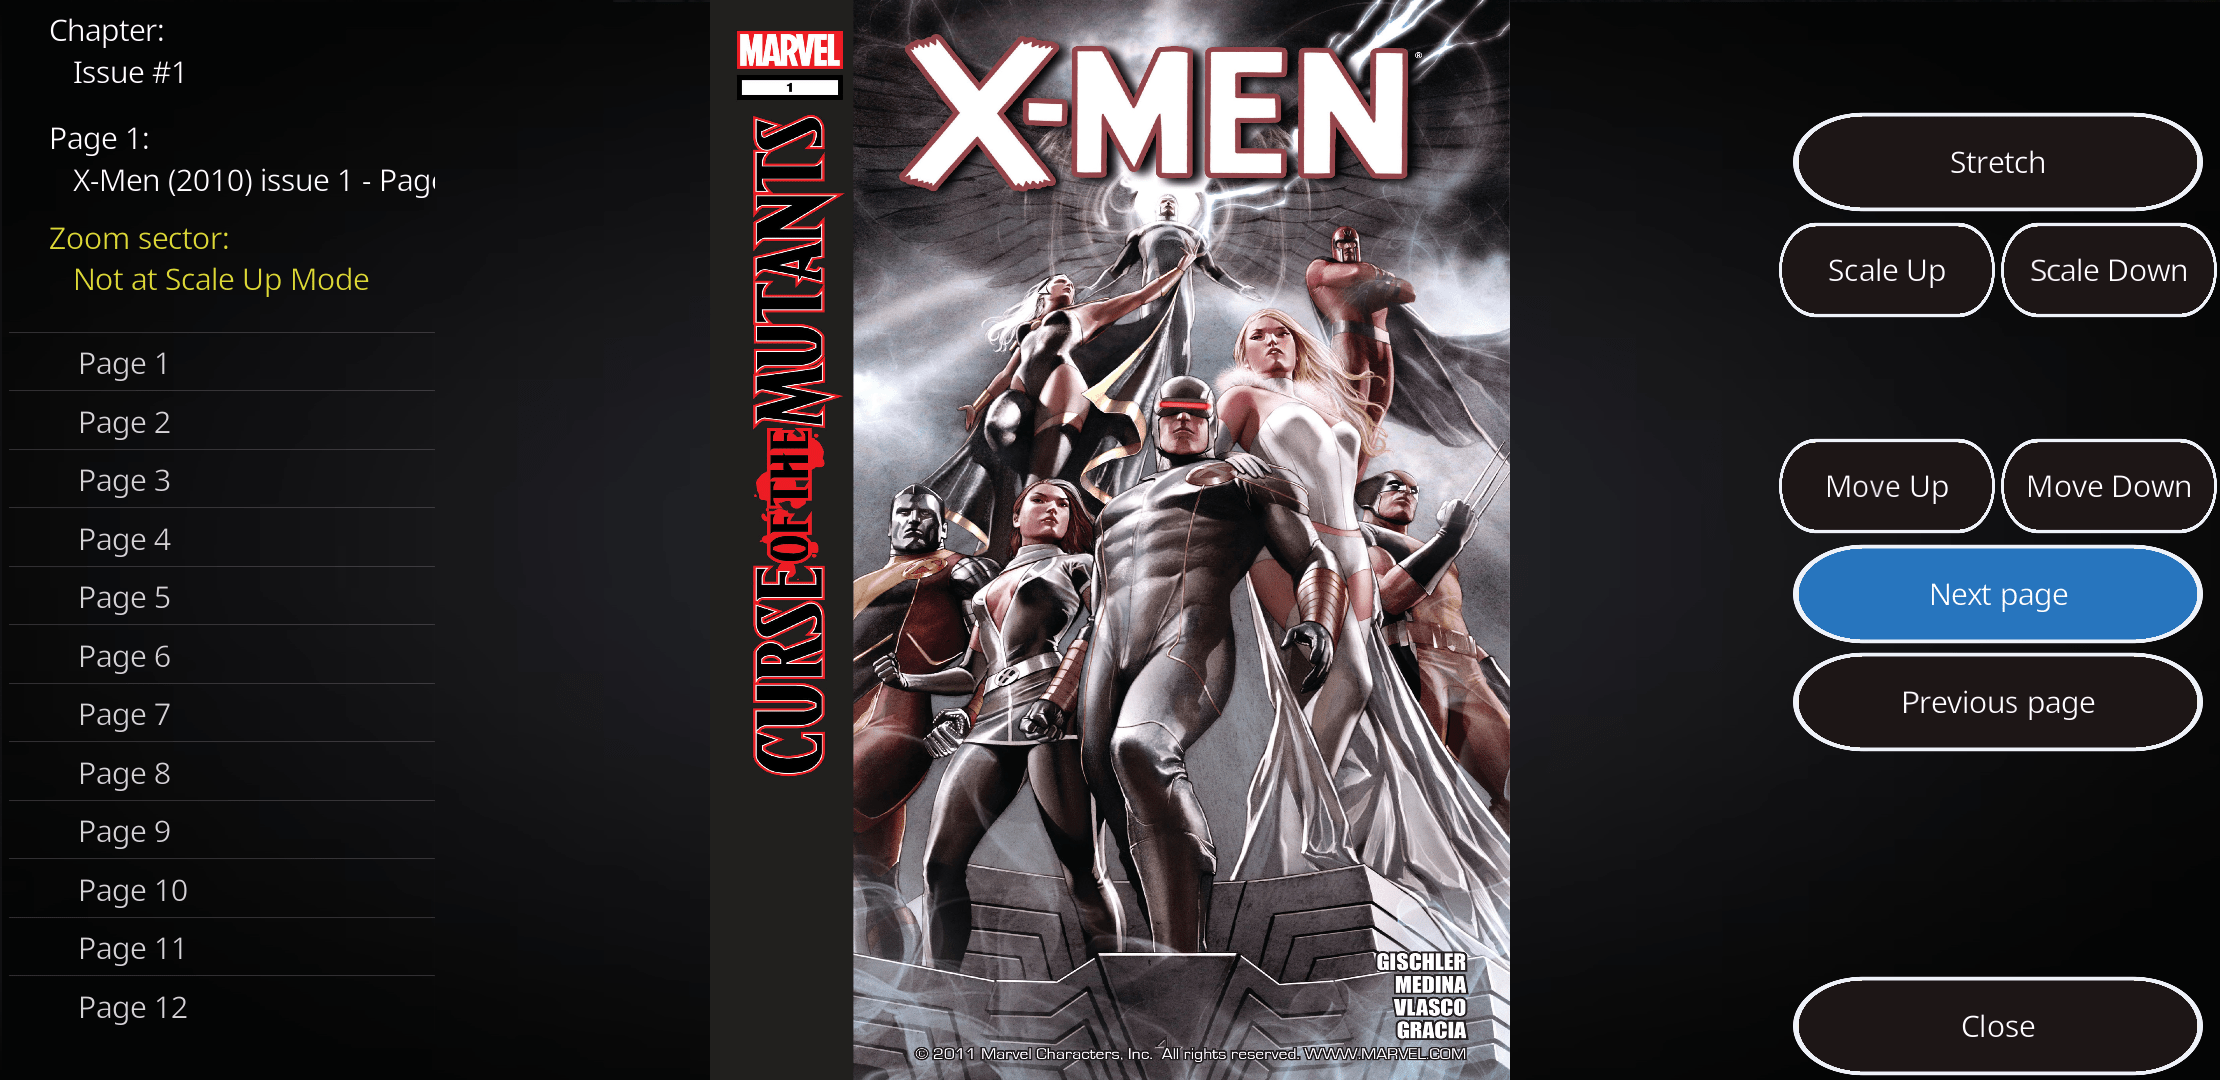 Chapter:
Issue #1
Page 1:
X-Men (2010) issue 1 - Page
Zoom sector:
Not at Scale Up Mode
Page 1
Page 2
Page 3
Page 4
Page 5
Page 6
Page 7
Page 8
Page 9
Page 10
Page 11
Page 12
MARVEL
1
CURSE OF THE MUTANTS
X-MEN®
GISCHLER
MEDINA
VLASCO
GRACIA
© 2011 Marvel Characters, Inc. All rights reserved. WWW.MARVEL.COM
Stretch
Scale Up
Scale Down
Move Up
Move Down
Next page
Previous page
Close